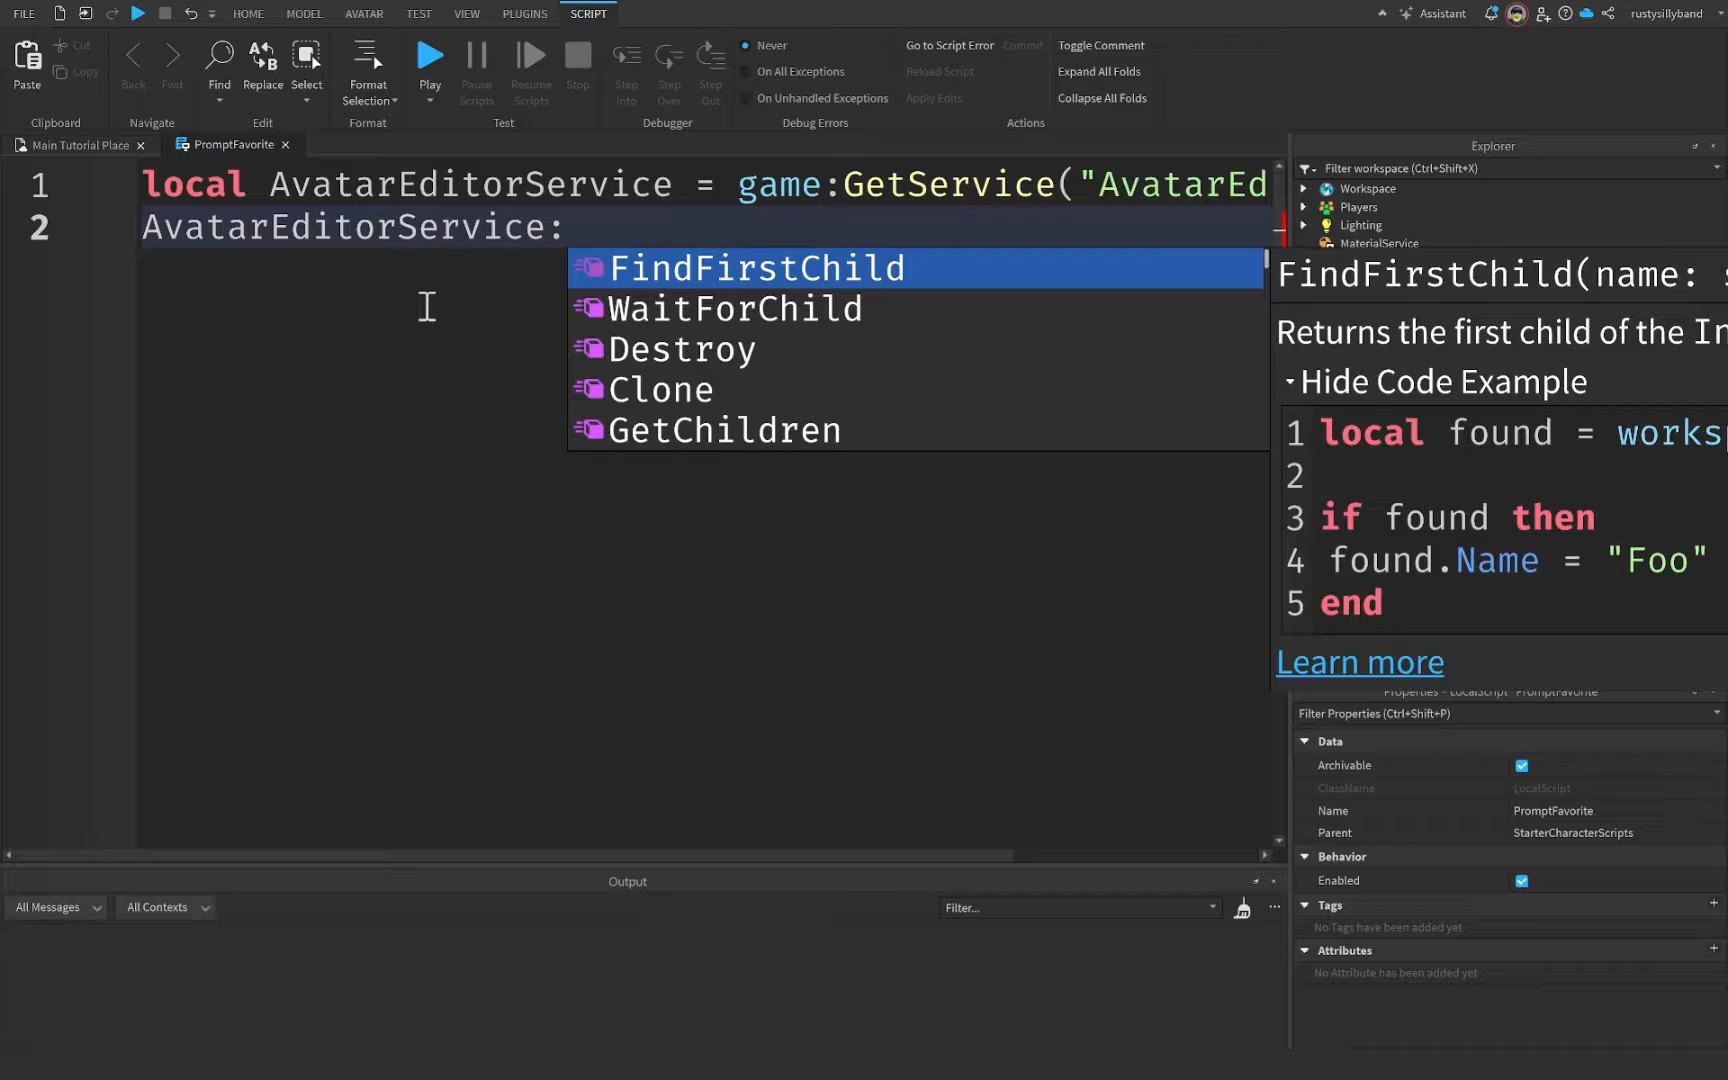 FILE HOME MODEL AVATAR TEST VIEW PLUGINS SCRIPT Assistant rustysillyband
Paste Cut Copy Back Fwd Find Replace Select Format Selection Play Pause Scripts Resume Scripts Stop Step Into Step Over Step Out
Never Go to Script Error Commit Toggle Comment
On All Exceptions Reload Script Expand All Folds
On Unhandled Exceptions Apply Edits Collapse All Folds
Clipboard Navigate Edit Format Test Debugger Debug Errors Actions
Main Tutorial Place PromptFavorite
1 local AvatarEditorService = game:GetService("AvatarEd
2 AvatarEditorService:
FindFirstChild
WaitForChild
Destroy
Clone
GetChildren
Explorer
Filter workspace (Ctrl+Shift+X)
Workspace
Players
Lighting
MaterialService
FindFirstChild(name: s
Returns the first child of the In
Hide Code Example
1 local found = worksp
2
3 if found then
4 found.Name = "Foo"
5 end
Learn more
Properties - LocalScript "PromptFavorite"
Filter Properties (Ctrl+Shift+P)
Data
Archivable
ClassName LocalScript
Name PromptFavorite
Parent StarterCharacterScripts
Behavior
Enabled
Tags
No Tags have been added yet
Attributes
No Attribute has been added yet
Output
All Messages All Contexts Filter... ...